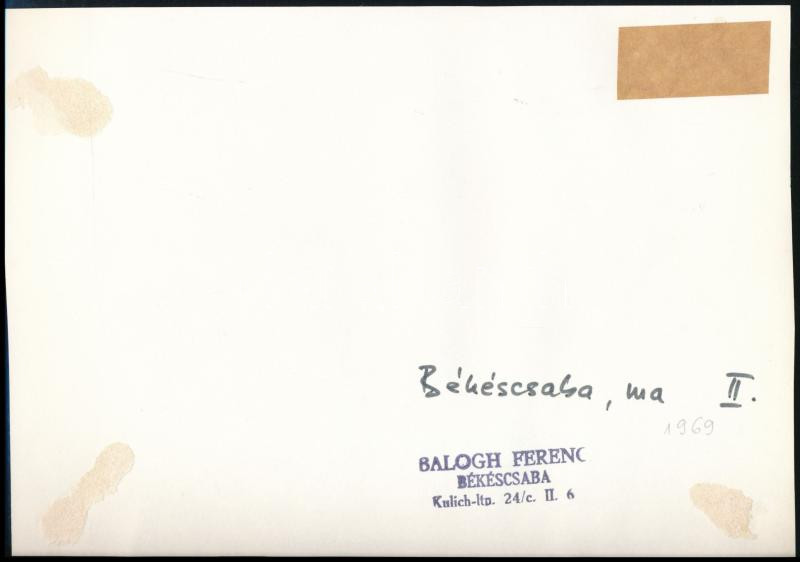 Békéscsaba, ma II.
1969
BALOGH FERENC
BÉKÉSCSABA
Kulich-ltp. 24/c. II. 6